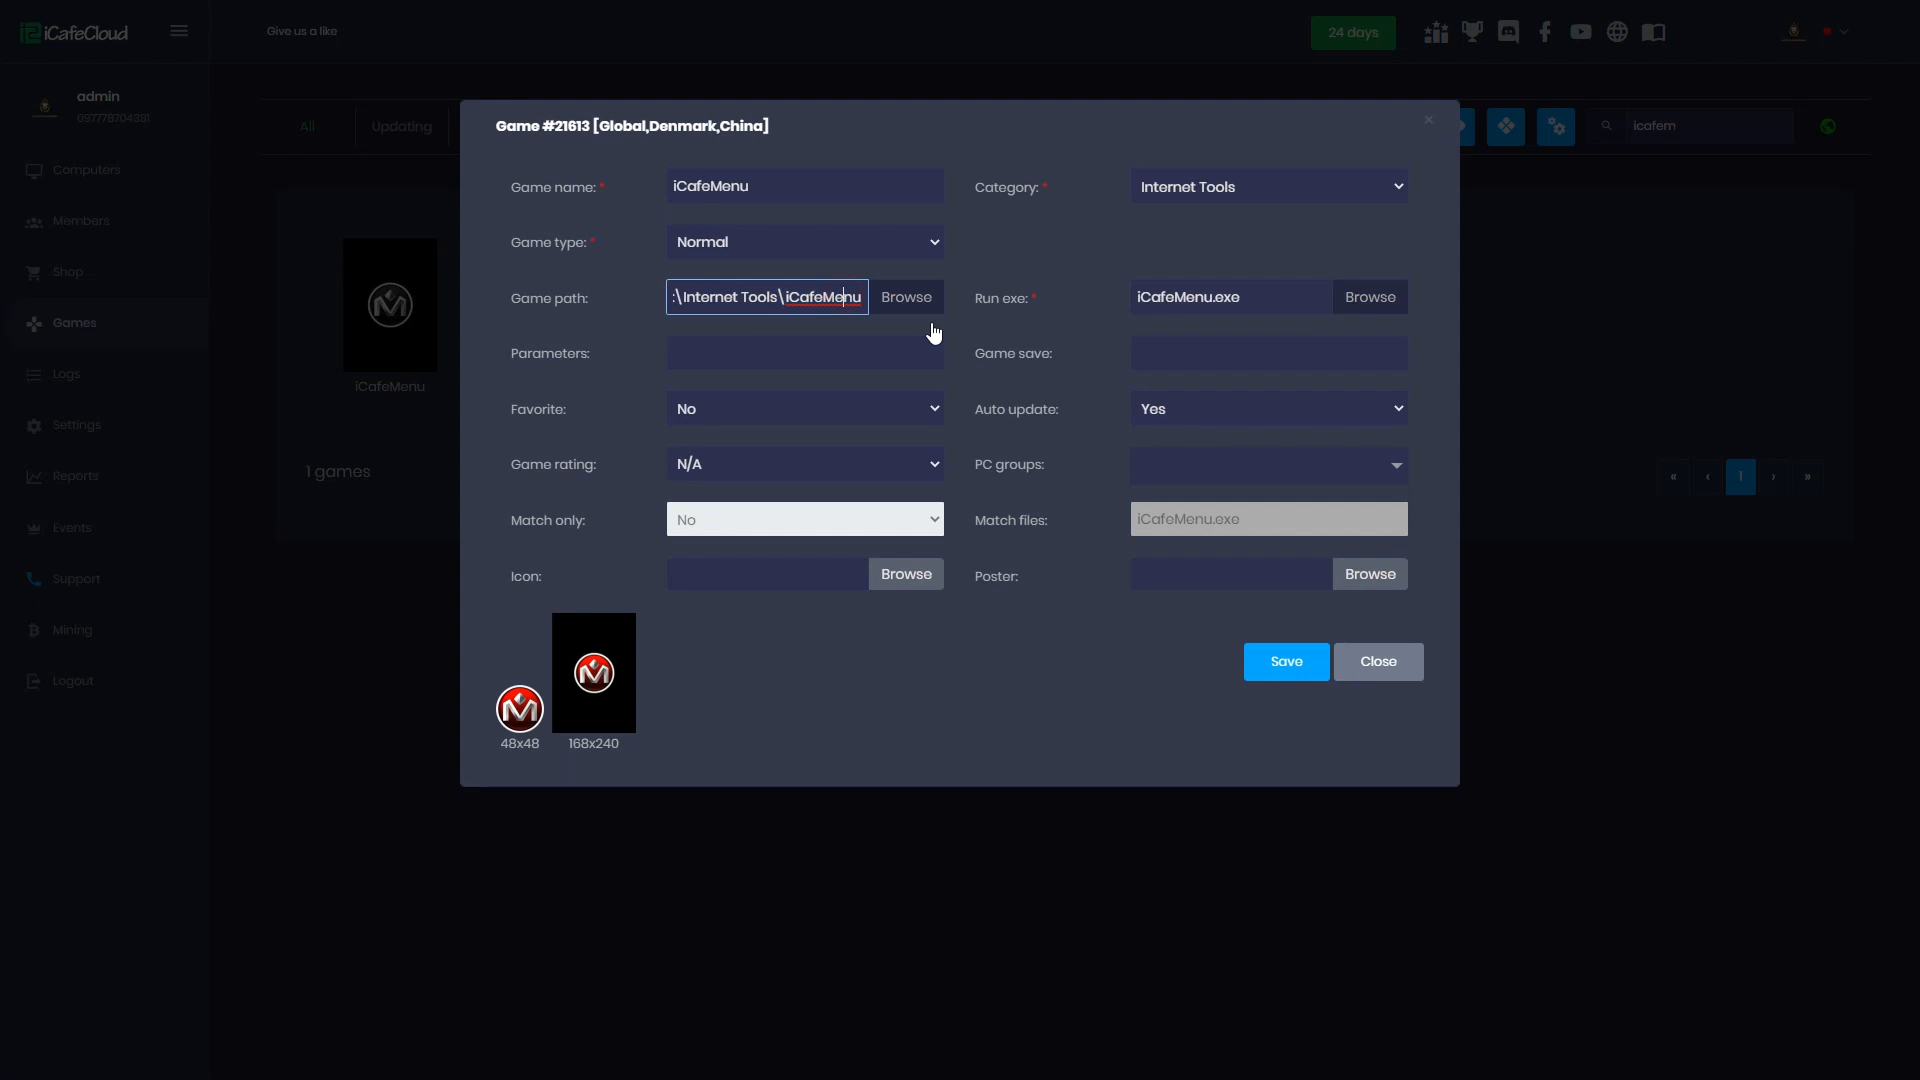 iCafeCloud
Give us a like
24 days
admin
097778704391
All
Updating
icafem
Computers
Members
Shop
Games
Logs
Settings
Reports
Events
Support
Mining
Logout
iCafeMenu
1 games
« ‹ 1 › »
Game #21613 [Global,Denmark,China]
×
Game name: * iCafeMenu
Category: * Internet Tools
Game type: * Normal
Game path: :\Internet Tools\iCafeMenu Browse
Run exe: * iCafeMenu.exe Browse
Parameters:
Game save:
Favorite: No
Auto update: Yes
Game rating: N/A
PC groups:
Match only: No
Match files: iCafeMenu.exe
Icon: Browse
Poster: Browse
48x48
168x240
Save
Close